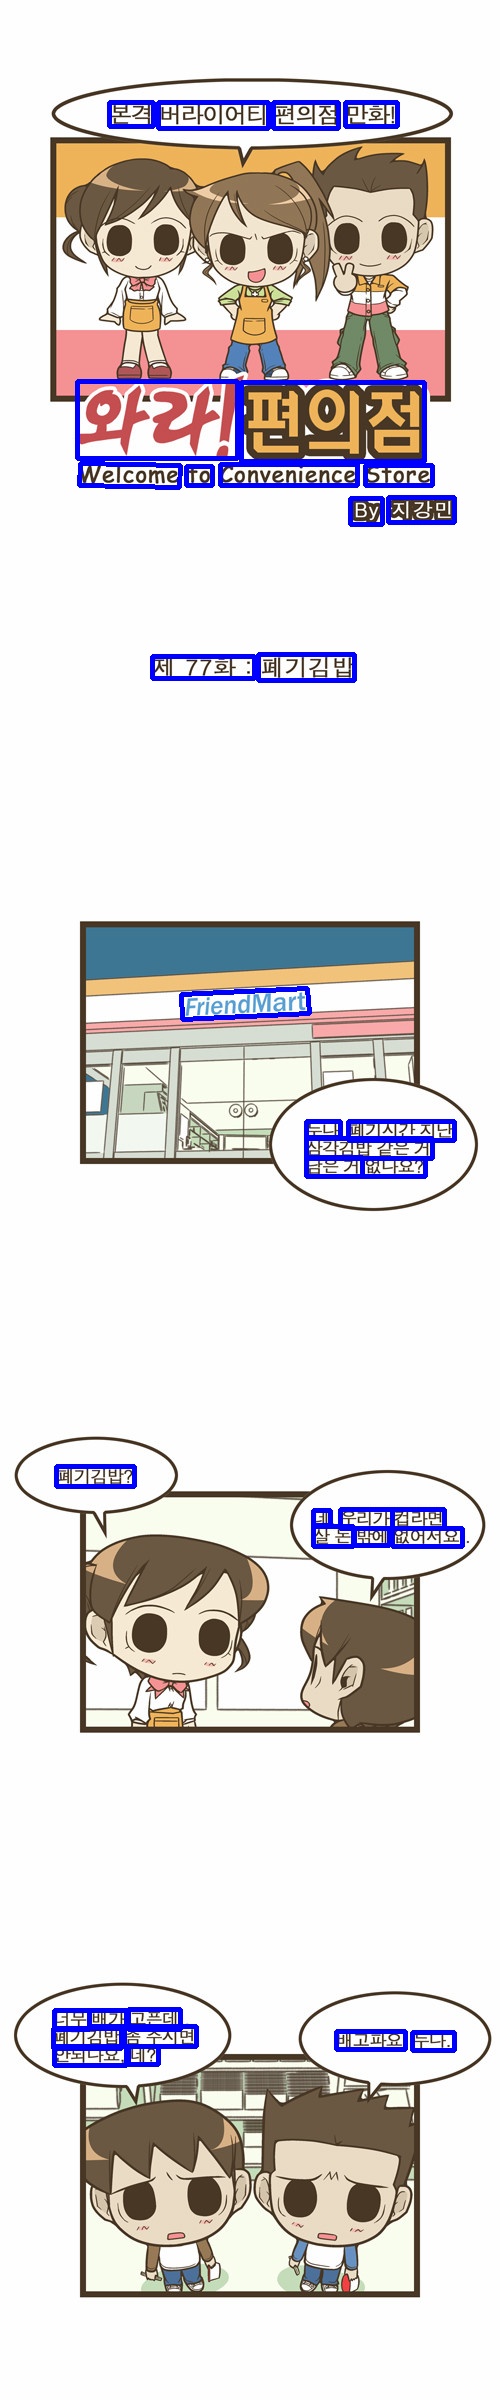 본격 버라이어티 편의점 만화!
와라! 편의점
Welcome to Convenience Store
By 지강민
제 77화 : 폐기김밥
FriendMart
누나 폐기시간 지난
삼각김밥 같은 거
남은 거 없나요?
폐기김밥?
네 우리가 컵라면
살 돈 밖에 없어서요..
너무 배가 고픈데
폐기김밥 좀 주시면
안되나요, 네?
배고파요 누나.